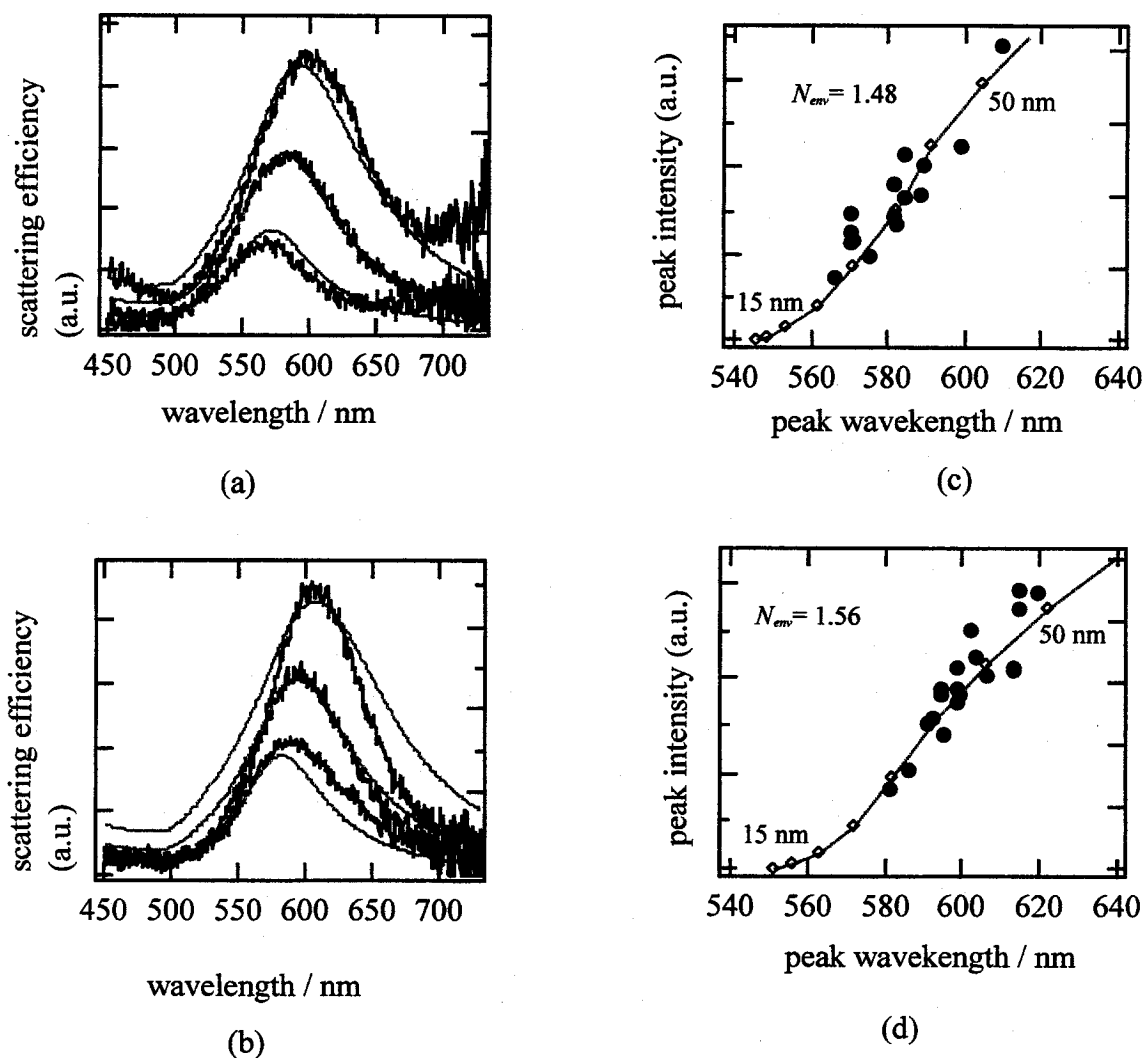 scattering efficiency
(a.u.)
450 500 550 600 650 700
wavelength / nm
(a)
peak intensity (a.u.)
N_env = 1.48
50 nm
15 nm
540 560 580 600 620 640
peak wavekength / nm
(c)
scattering efficiency
(a.u.)
450 500 550 600 650 700
wavelength / nm
(b)
peak intensity (a.u.)
N_env = 1.56
50 nm
15 nm
540 560 580 600 620 640
peak wavekength / nm
(d)